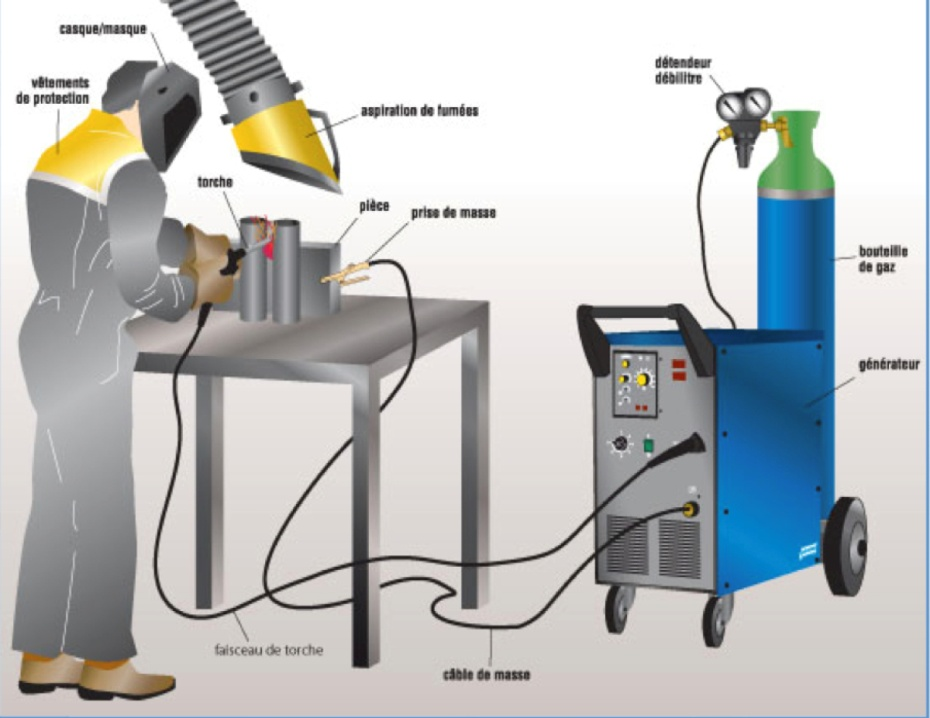 casque/masque
vêtements
de protection
aspiration de fumées
détendeur
débilitre
torche
pièce
prise de masse
bouteille
de gaz
générateur
faisceau de torche
câble de masse